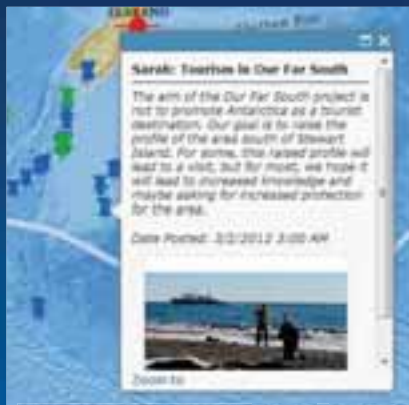 Sarah: Tourism in Our Far South
The aim of the Our Far South project is
not to promote Antarctica as a tourist
destination. Our goal is to raise the
profile of the area south of Stewart
Island. For some, this raised profile will
lead to a visit, but for most, we hope it
will lead to increased knowledge and
maybe asking for increased protection
for the area.
Date Posted: 3/2/2012 3:00 AM
Zoom to